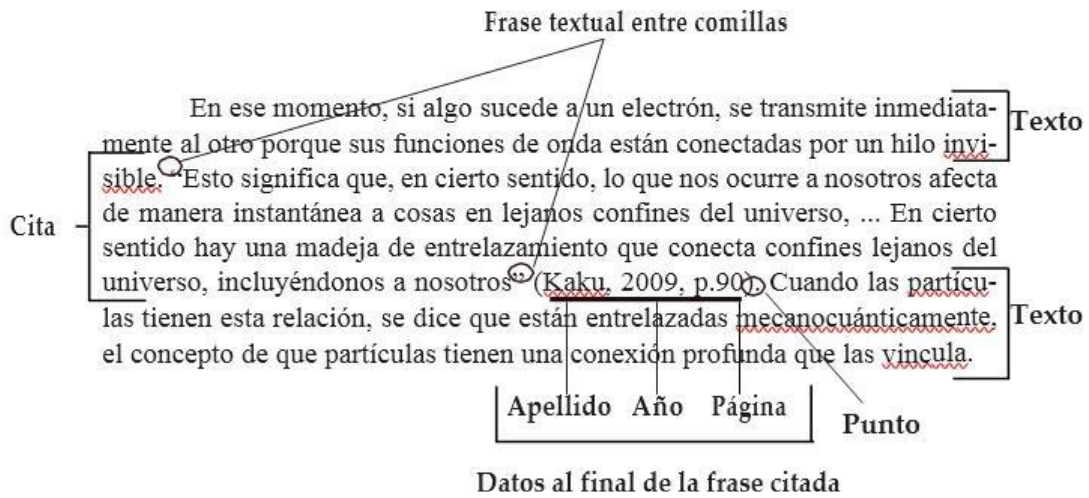 Frase textual entre comillas
En ese momento, si algo sucede a un electrón, se transmite inmediata-
mente al otro porque sus funciones de onda están conectadas por un hilo invi-
sible. “Esto significa que, en cierto sentido, lo que nos ocurre a nosotros afecta
de manera instantánea a cosas en lejanos confines del universo, ... En cierto
sentido hay una madeja de entrelazamiento que conecta confines lejanos del
universo, incluyéndonos a nosotros” (Kaku, 2009, p.90). Cuando las partícu-
las tienen esta relación, se dice que están entrelazadas mecanocuánticamente,
el concepto de que partículas tienen una conexión profunda que las vincula.
Texto
Cita
Texto
Apellido Año Página
Punto
Datos al final de la frase citada